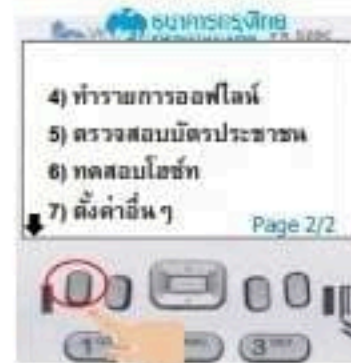 ธนาคารกรุงไทย
4) ทำรายการออฟไลน์
5) ตรวจสอบบัตรประชาชน
6) ทดสอบโฮซ์ท
7) ตั้งค่าอื่นๆ
Page 2/2
1
3